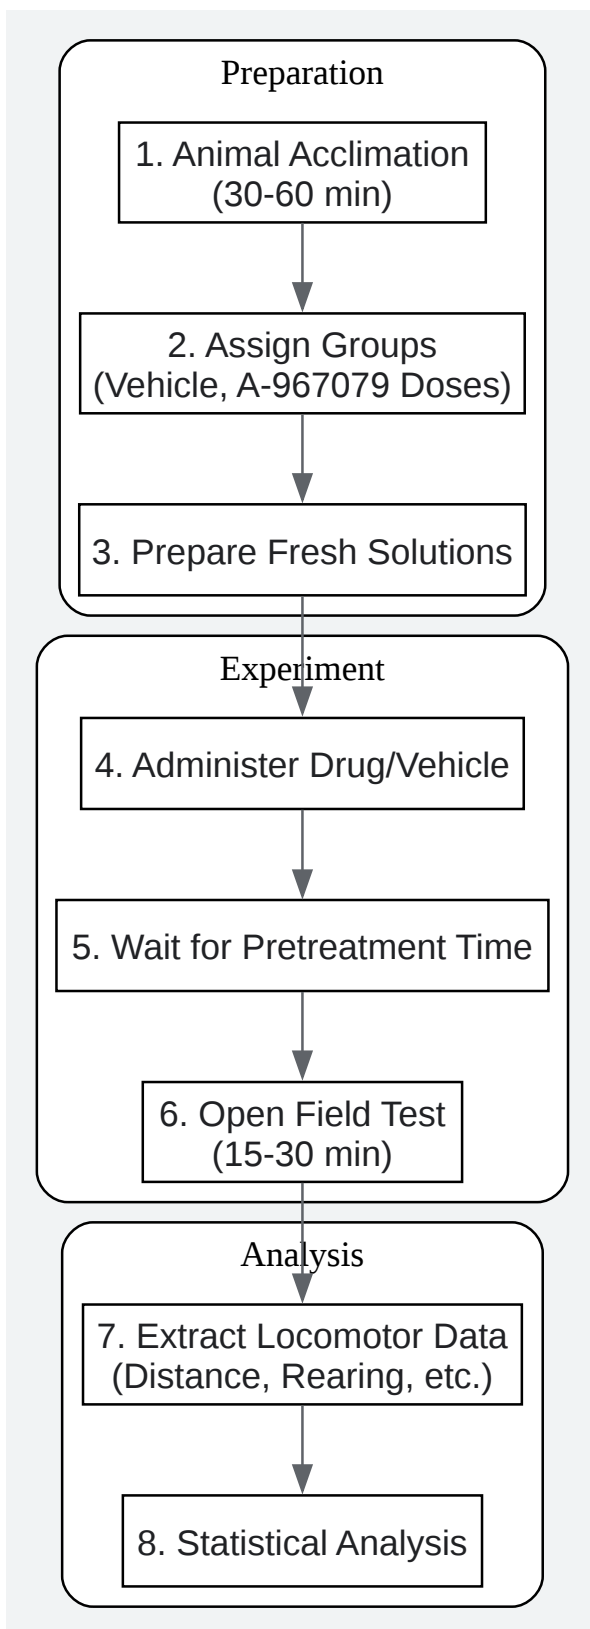 Preparation
1. Animal Acclimation
(30-60 min)
2. Assign Groups
(Vehicle, A-967079 Doses)
3. Prepare Fresh Solutions
Experiment
4. Administer Drug/Vehicle
5. Wait for Pretreatment Time
6. Open Field Test
(15-30 min)
Analysis
7. Extract Locomotor Data
(Distance, Rearing, etc.)
8. Statistical Analysis